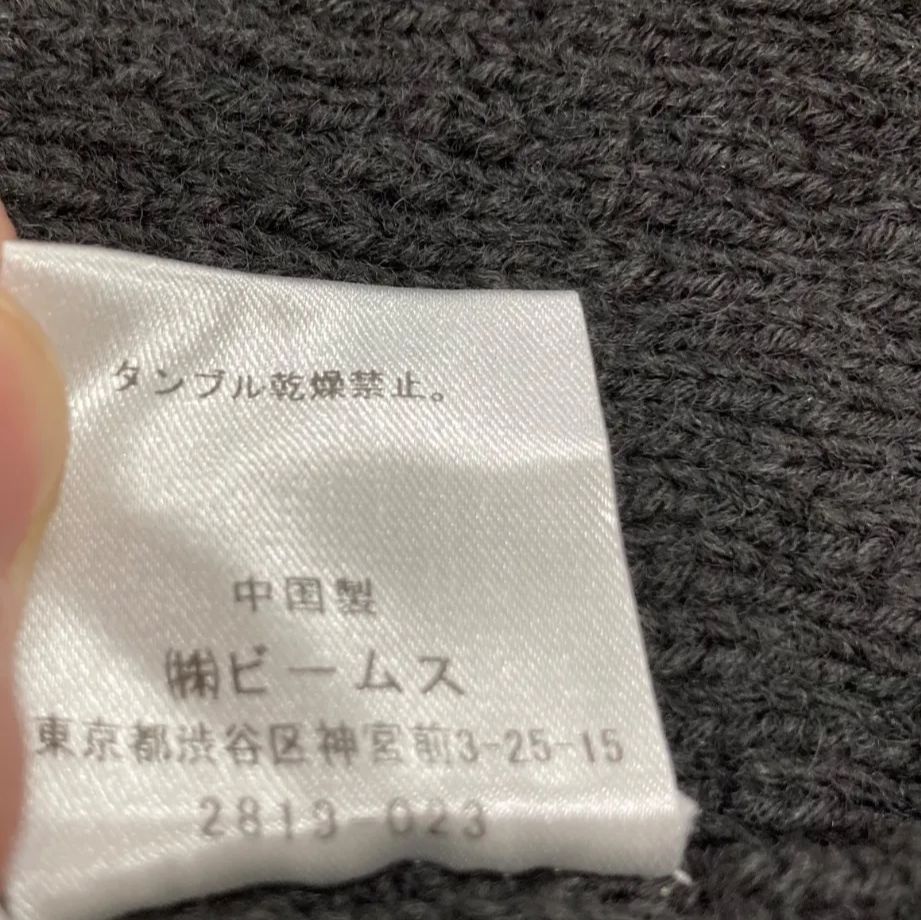 タンブル乾燥禁止。
中国製
㈱ビームス
東京都渋谷区神宮前3-25-15
2819-023